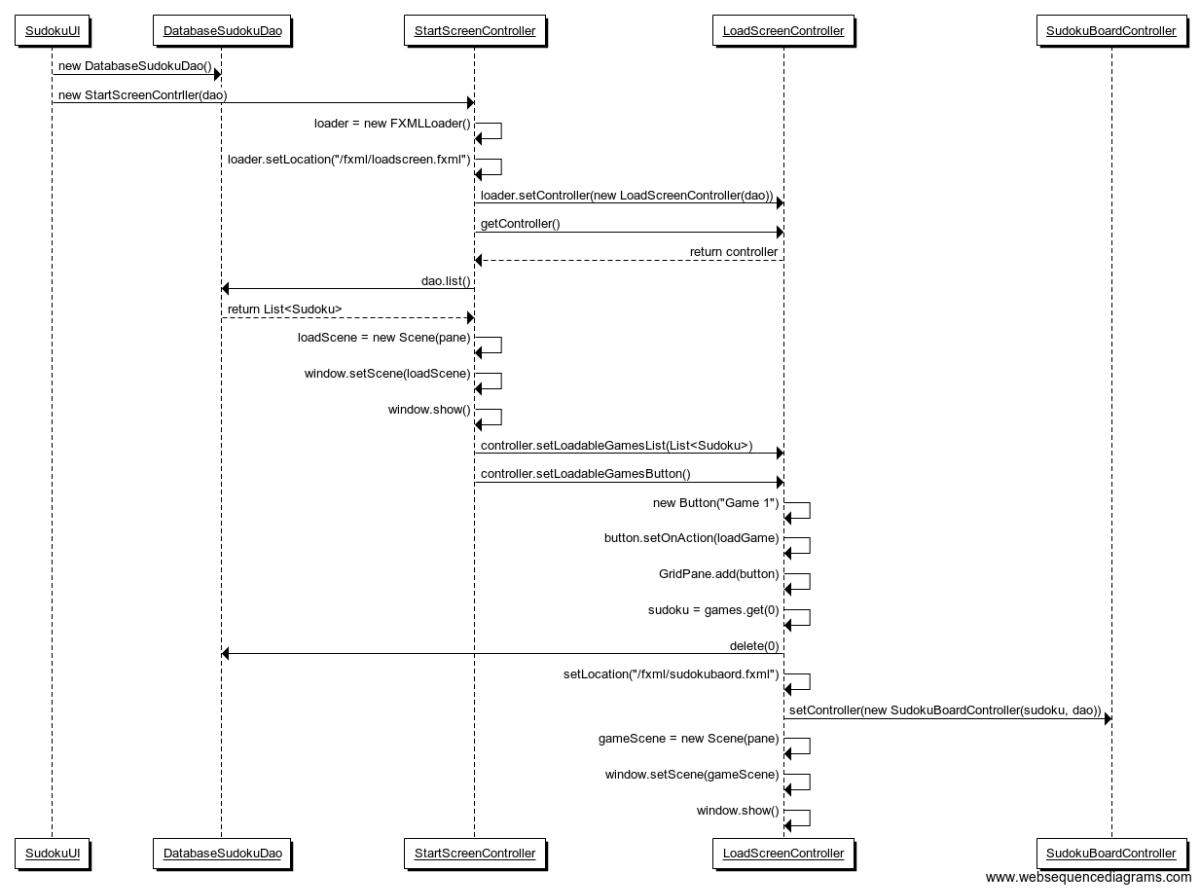 SudokuUI
DatabaseSudokuDao
StartScreenController
LoadScreenController
SudokuBoardController
new DatabaseSudokuDao()
new StartScreenContrller(dao)
loader = new FXMLLoader()
loader.setLocation("/fxml/loadscreen.fxml")
loader.setController(new LoadScreenController(dao))
getController()
return controller
dao.list()
return List<Sudoku>
loadScene = new Scene(pane)
window.setScene(loadScene)
window.show()
controller.setLoadableGamesList(List<Sudoku>)
controller.setLoadableGamesButton()
new Button("Game 1")
button.setOnAction(loadGame)
GridPane.add(button)
sudoku = games.get(0)
delete(0)
setLocation("/fxml/sudokubaord.fxml")
setController(new SudokuBoardController(sudoku, dao))
gameScene = new Scene(pane)
window.setScene(gameScene)
window.show()
SudokuUI
DatabaseSudokuDao
StartScreenController
LoadScreenController
SudokuBoardController
www.websequencediagrams.com